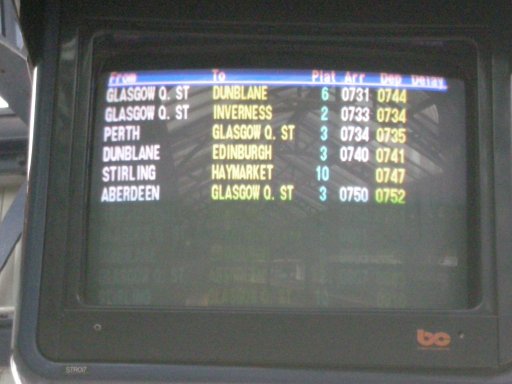 From To Plat Arr Dep Delay
GLASGOW Q. ST DUNBLANE 6 0731 0744
GLASGOW Q. ST INVERNESS 2 0733 0734
PERTH GLASGOW Q. ST 3 0734 0735
DUNBLANE EDINBURGH 3 0740 0741
STIRLING HAYMARKET 10 0747
ABERDEEN GLASGOW Q. ST 3 0750 0752
bc